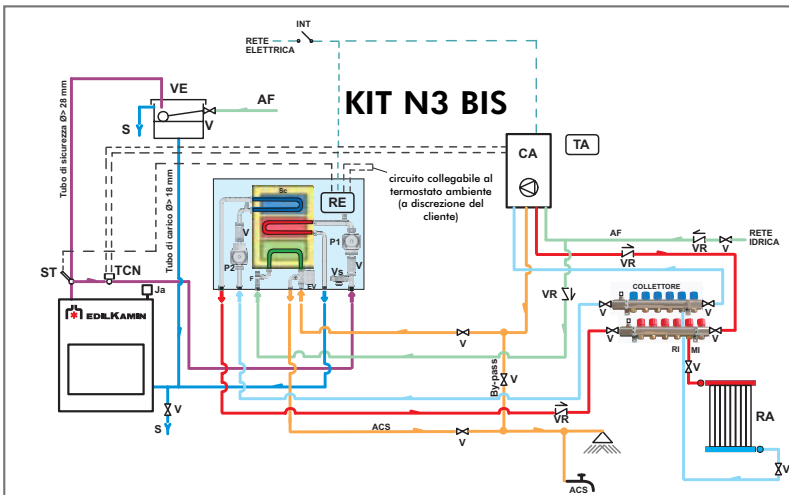 INT
RETE
ELETTRICA
KIT N3 BIS
VE
AF
S
V
Tubo di sicurezza Ø> 28 mm
Tubo di carico Ø> 18 mm
CA
TA
circuito collegabile al
termostato ambiente
(a discrezione del
cliente)
Sc
RE
V
P1
P2
V
Vs
F
EV
ST
TCN
Ja
EDILKAMIN
AF
RETE
IDRICA
VR
V
VR
VR
COLLETTORE
V
V
V
V
RI
MI
V
RA
V
V
By-pass
V
V
S
VR
ACS
V
ACS